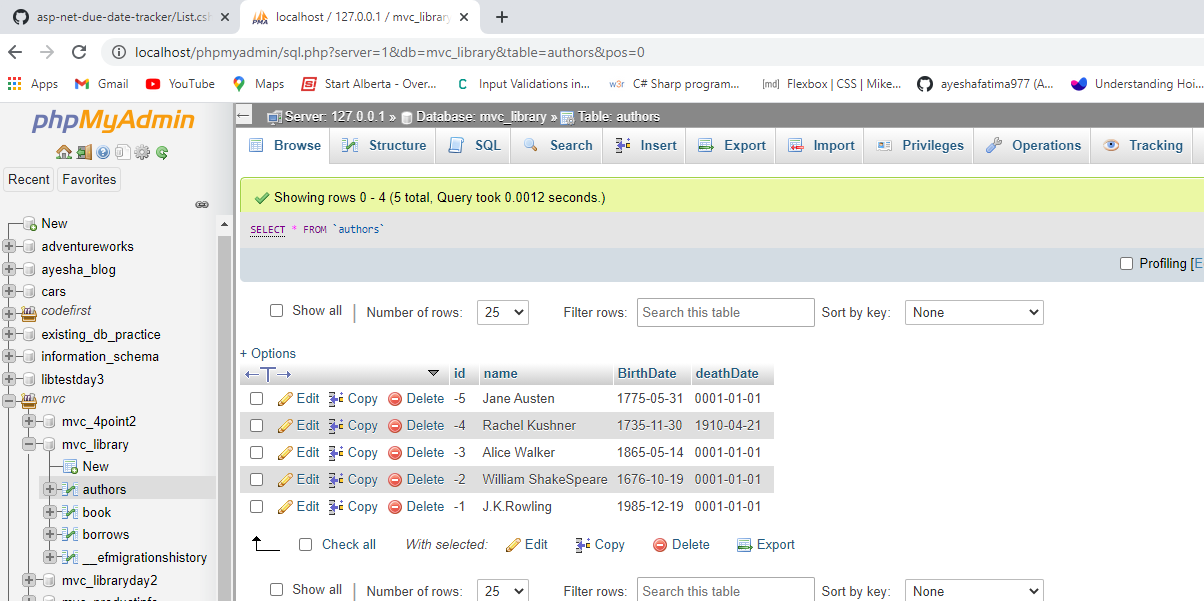 asp-net-due-date-tracker/List.csh
localhost / 127.0.0.1 / mvc_library
localhost/phpmyadmin/sql.php?server=1&db=mvc_library&table=authors&pos=0
Apps Gmail YouTube Maps Start Alberta - Over... C Input Validations in... w3r C# Sharp program... [md] Flexbox | CSS | Mike... ayeshafatima977 (A... Understanding Hoi...
phpMyAdmin
Recent Favorites
New
adventureworks
ayesha_blog
cars
codefirst
existing_db_practice
information_schema
libtestday3
mvc
mvc_4point2
mvc_library
New
authors
book
borrows
__efmigrationshistory
mvc_libraryday2
Server: 127.0.0.1 » Database: mvc_library » Table: authors
Browse Structure SQL Search Insert Export Import Privileges Operations Tracking
Showing rows 0 - 4 (5 total, Query took 0.0012 seconds.)
SELECT * FROM `authors`
Profiling [E
Show all Number of rows: 25 Filter rows: Search this table Sort by key: None
+ Options
id name BirthDate deathDate
Edit Copy Delete -5 Jane Austen 1775-05-31 0001-01-01
Edit Copy Delete -4 Rachel Kushner 1735-11-30 1910-04-21
Edit Copy Delete -3 Alice Walker 1865-05-14 0001-01-01
Edit Copy Delete -2 William ShakeSpeare 1676-10-19 0001-01-01
Edit Copy Delete -1 J.K.Rowling 1985-12-19 0001-01-01
Check all With selected: Edit Copy Delete Export
Show all Number of rows: 25 Filter rows: Search this table Sort by key: None